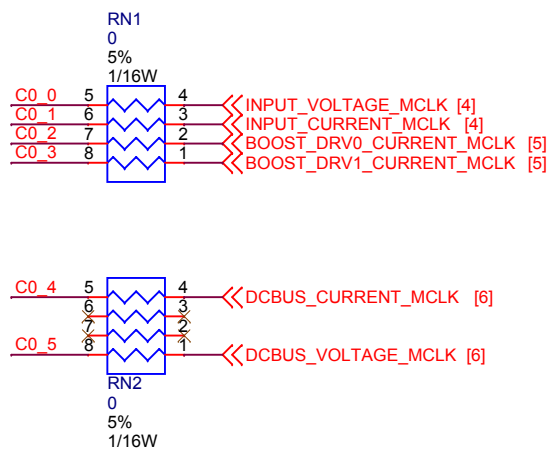 RN1
0
5%
1/16W
C0_0 5 4 INPUT_VOLTAGE_MCLK [4]
C0_1 6 3 INPUT_CURRENT_MCLK [4]
C0_2 7 2 BOOST_DRV0_CURRENT_MCLK [5]
C0_3 8 1 BOOST_DRV1_CURRENT_MCLK [5]
C0_4 5 4 DCBUS_CURRENT_MCLK [6]
6 3
7 2
C0_5 8 1 DCBUS_VOLTAGE_MCLK [6]
RN2
0
5%
1/16W